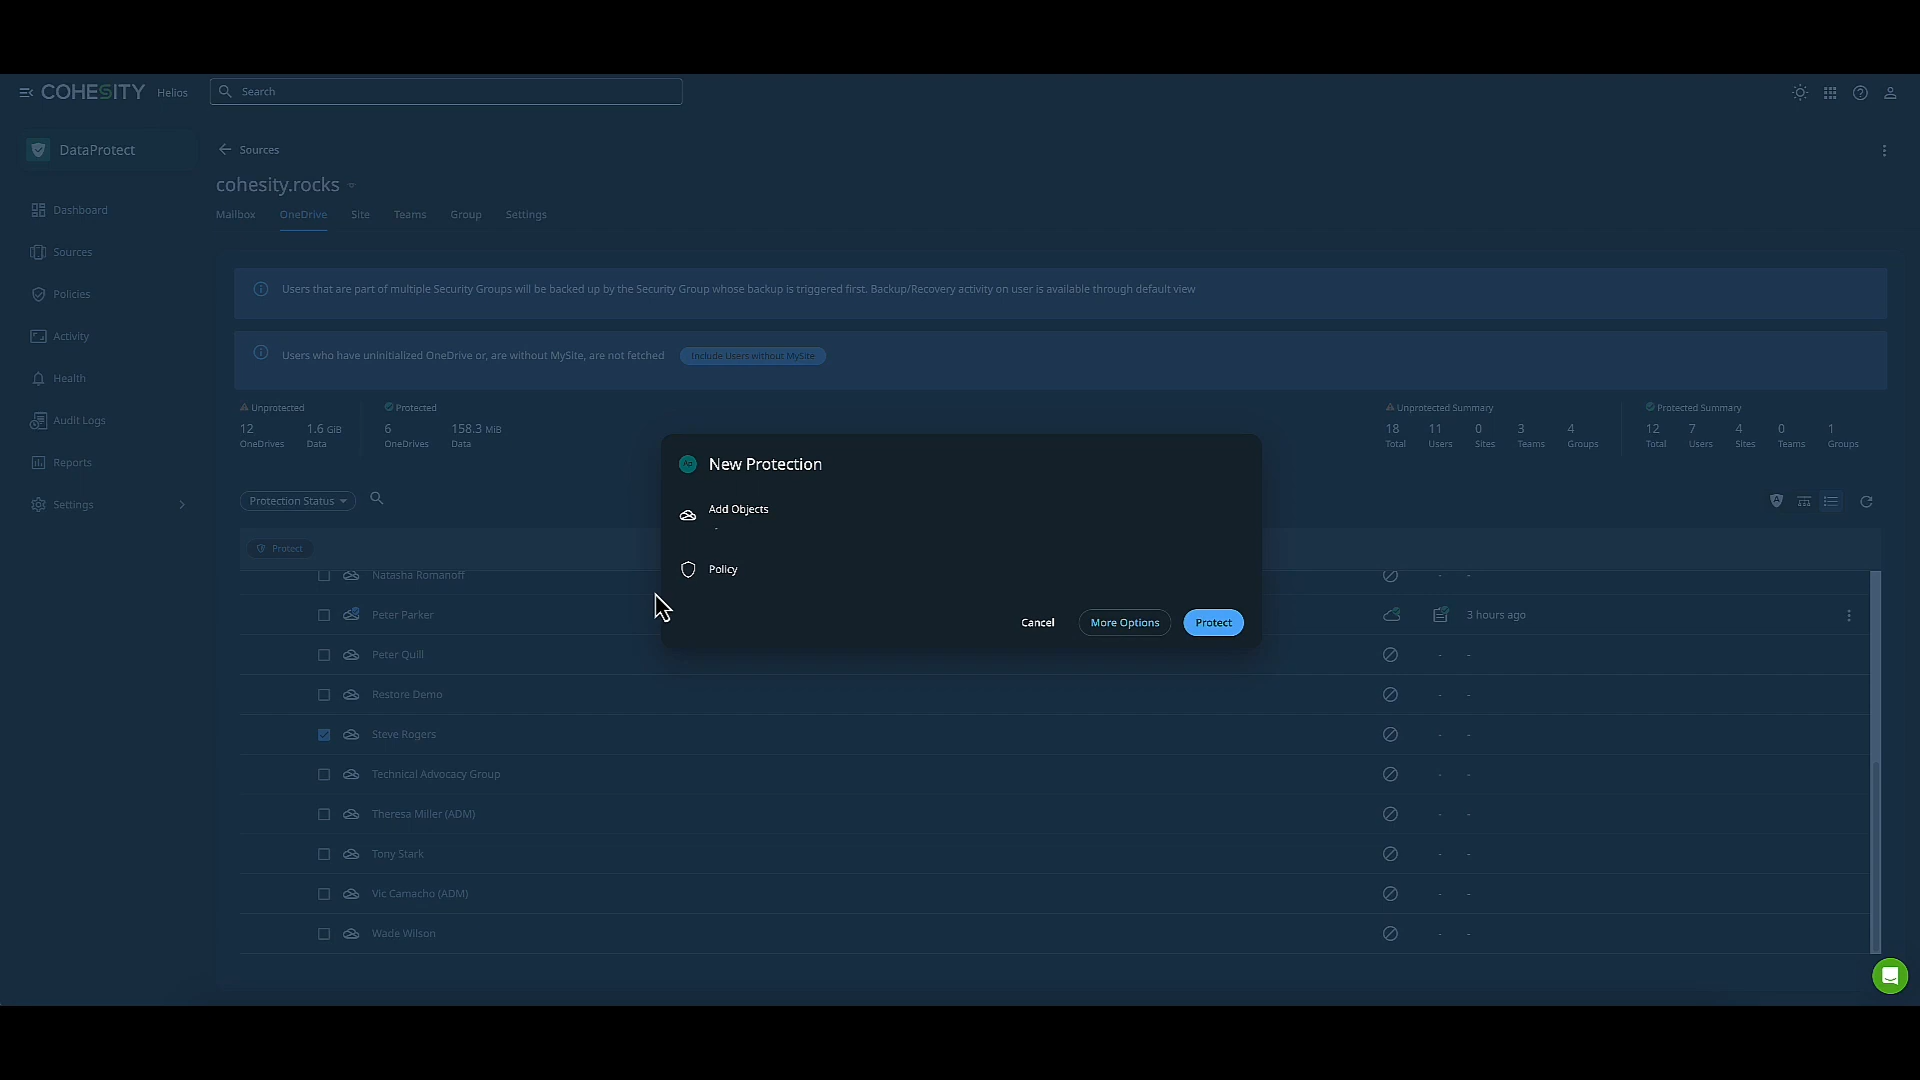 COHESITY Helios
Search
DataProtect
Dashboard
Sources
Policies
Activity
Health
Audit Logs
Reports
Settings
Sources
cohesity.rocks
Mailbox OneDrive Site Teams Group Settings
Users that are part of multiple Security Groups will be backed up by the Security Group whose backup is triggered first. Backup/Recovery activity on user is available through default view
Users who have uninitialized OneDrive or, are without MySite, are not fetched Include Users without MySite
Unprotected Protected Unprotected Summary Protected Summary
12 1.6 GiB 6 158.3 MiB 18 11 0 3 4 12 7 4 0 1
OneDrives Data OneDrives Data Total Users Sites Teams Groups Total Users Sites Teams Groups
Protection Status
Protect
Natasha Romanoff - -
Peter Parker 3 hours ago
Peter Quill - -
Restore Demo - -
Steve Rogers - -
Technical Advocacy Group - -
Theresa Miller (ADM) - -
Tony Stark - -
Vic Camacho (ADM) - -
Wade Wilson - -
New Protection
Add Objects
-
Policy
Cancel More Options Protect